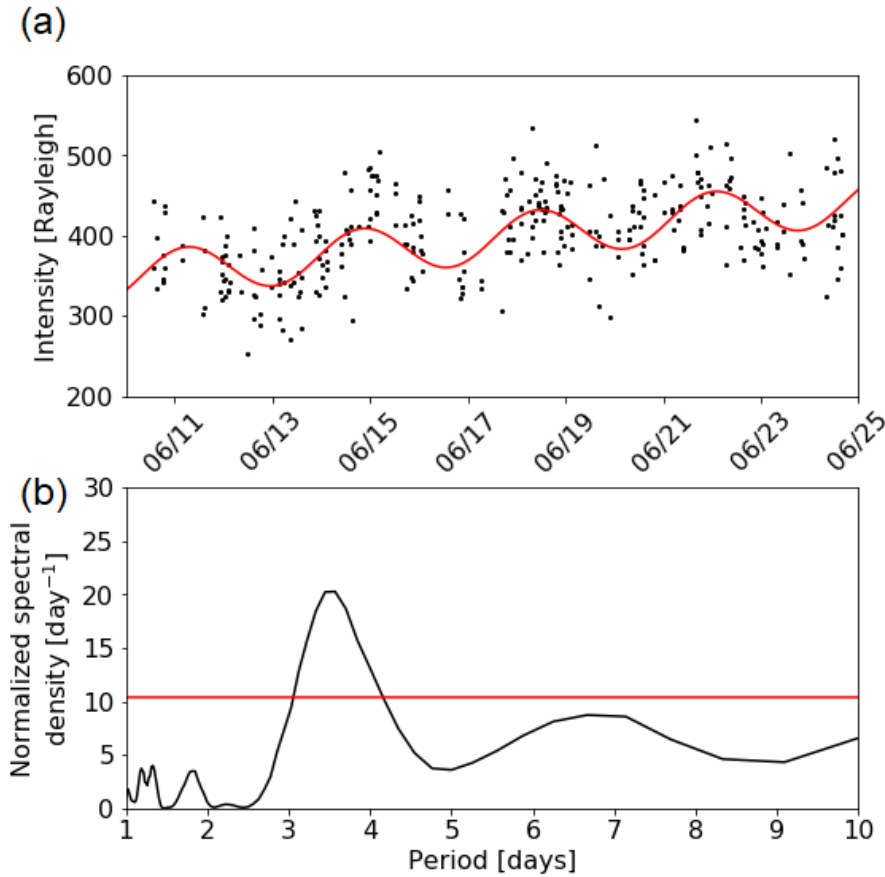 (a)
600
500
400
300
200
Intensity [Rayleigh]
06/11 06/13 06/15 06/17 06/19 06/21 06/23 06/25
(b)
30
25
20
15
10
5
0
Normalized spectral
density [day⁻¹]
1 2 3 4 5 6 7 8 9 10
Period [days]